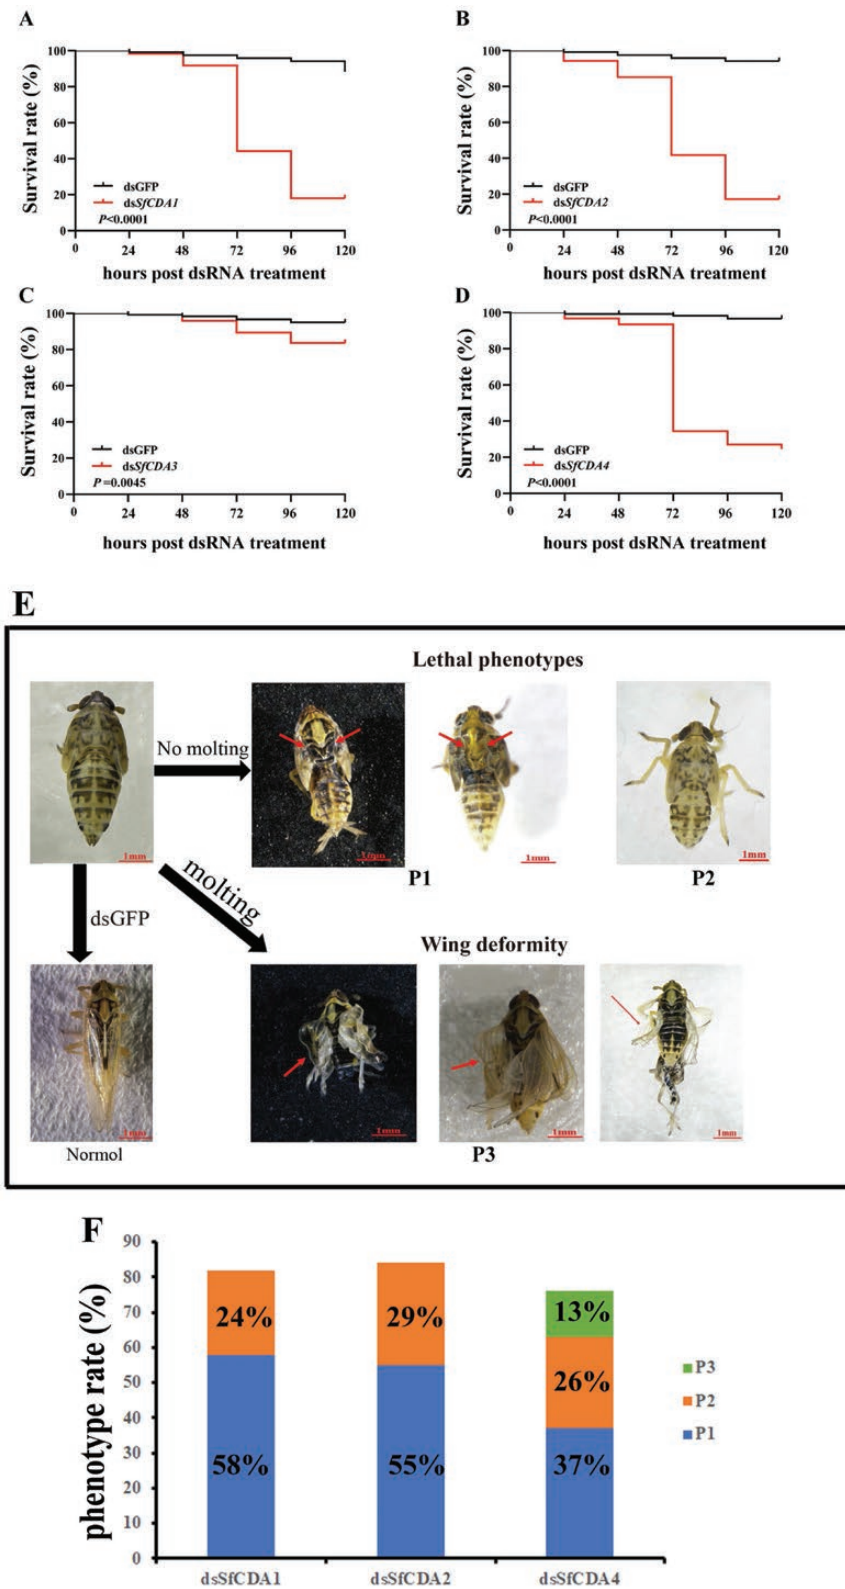 A
Survival rate (%)
100
80
60
40
20
0
dsGFP
dsSfCDA1
P<0.0001
0 24 48 72 96 120
hours post dsRNA treatment
B
Survival rate (%)
100
80
60
40
20
0
dsGFP
dsSfCDA2
P<0.0001
0 24 48 72 96 120
hours post dsRNA treatment
C
Survival rate (%)
100
80
60
40
20
0
dsGFP
dsSfCDA3
P =0.0045
0 24 48 72 96 120
hours post dsRNA treatment
D
Survival rate (%)
100
80
60
40
20
0
dsGFP
dsSfCDA4
P<0.0001
0 24 48 72 96 120
hours post dsRNA treatment
E
Lethal phenotypes
No molting
1mm
1mm
1mm
1mm
P1
P2
molting
dsGFP
Wing deformity
1mm
1mm
1mm
1mm
Normol
P3
F
phenotype rate (%)
90
80
70
60
50
40
30
20
10
0
24%
58%
29%
55%
13%
26%
37%
P3
P2
P1
dsSfCDA1
dsSfCDA2
dsSfCDA4